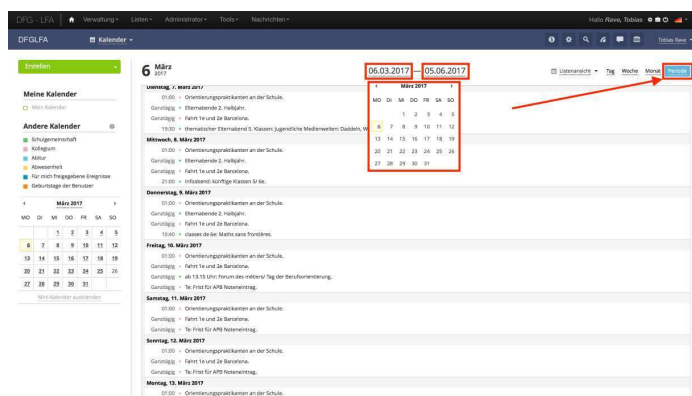 DFG - LFA Verwaltung Listen Administrator Tools Nachrichten Hallo Rave, Tobias
DFGLFA Kalender Tobias Rave
Erstellen
6 März 2017
06.03.2017 — 05.06.2017
Listenansicht Tag Woche Monat Periode
Meine Kalender
Mein Kalender
Andere Kalender
Schulgemeinschaft
Kollegium
Abitur
Abwesenheit
Für mich freigegebene Ereignisse
Geburtstage der Benutzer
‹ März 2017 ›
MO DI MI DO FR SA SO
1 2 3 4 5
6 7 8 9 10 11 12
13 14 15 16 17 18 19
20 21 22 23 24 25 26
27 28 29 30 31
Mini-Kalender ausblenden
‹ März 2017 ›
MO DI MI DO FR SA SO
1 2 3 4 5
6 7 8 9 10 11 12
13 14 15 16 17 18 19
20 21 22 23 24 25 26
27 28 29 30 31
Dienstag, 7. März 2017
01:00 Orientierungspraktikanten an der Schule.
Ganztägig Elternabende 2. Halbjahr.
Ganztägig Fahrt 1e und 2e Barcelona.
19:30 thematischer Elternabend 5. Klassen: Jugendliche Medienwelten: Daddeln, W
Mittwoch, 8. März 2017
01:00 Orientierungspraktikanten an der Schule.
Ganztägig Elternabende 2. Halbjahr.
Ganztägig Fahrt 1e und 2e Barcelona.
21:00 Infoabend: künftige Klassen 5/ 6e.
Donnerstag, 9. März 2017
01:00 Orientierungspraktikanten an der Schule.
Ganztägig Elternabende 2. Halbjahr.
Ganztägig Fahrt 1e und 2e Barcelona.
10:40 classes de 6e: Maths sans frontières.
Freitag, 10. März 2017
01:00 Orientierungspraktikanten an der Schule.
Ganztägig Fahrt 1e und 2e Barcelona.
Ganztägig ab 13.15 Uhr: Forum des métiers/ Tag der Berufsorientierung.
Ganztägig Te: Frist für APB Noteneintrag.
Samstag, 11. März 2017
01:00 Orientierungspraktikanten an der Schule.
Ganztägig Fahrt 1e und 2e Barcelona.
Ganztägig Te: Frist für APB Noteneintrag.
Sonntag, 12. März 2017
01:00 Orientierungspraktikanten an der Schule.
Ganztägig Fahrt 1e und 2e Barcelona.
Ganztägig Te: Frist für APB Noteneintrag.
Montag, 13. März 2017
01:00 Orientierungspraktikanten an der Schule.